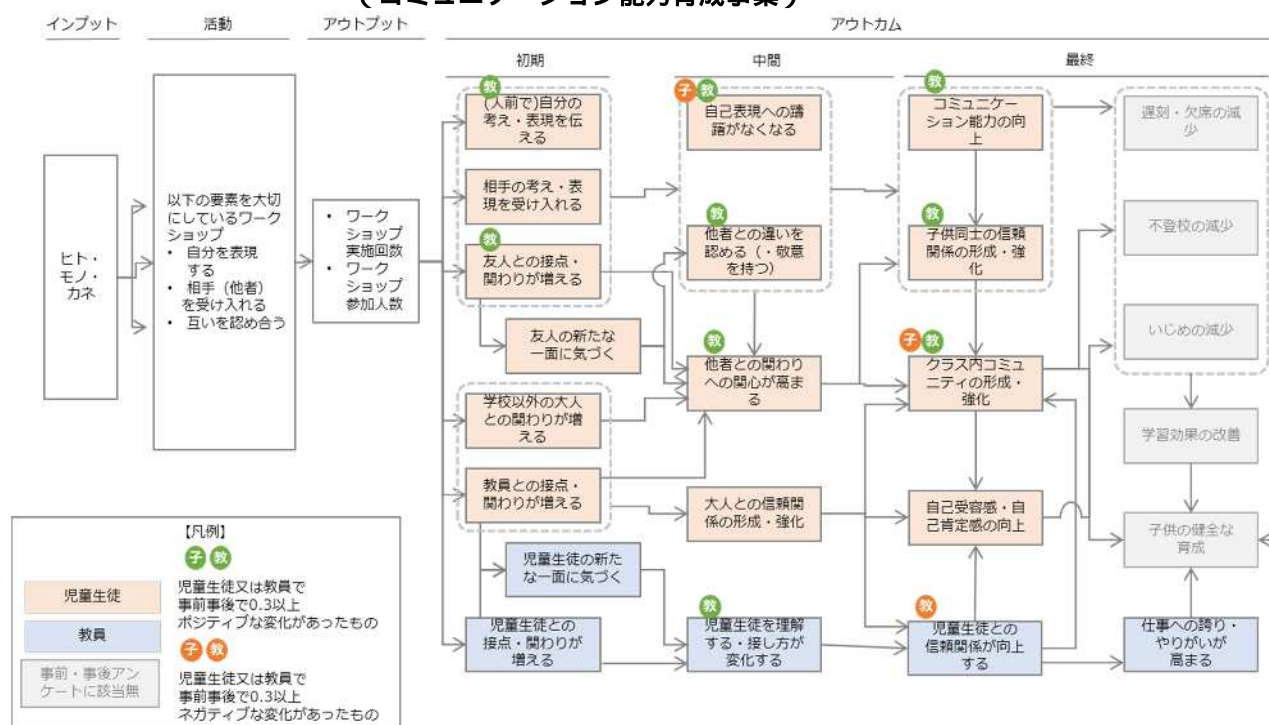 （コミュニケーション能力育成事業）
インプット
活動
アウトプット
アウトカム
初期
中間
最終
ヒト・
モノ・
カネ
以下の要素を大切
にしているワーク
ショップ
• 自分を表現
する
• 相手（他者）
を受け入れる
• 互いを認め合う
• ワーク
ショップ
実施回数
• ワーク
ショップ
参加人数
教
(人前で)自分の
考え・表現を伝
える
相手の考え・表
現を受け入れる
教
友人との接点・
関わりが増える
友人の新たな
一面に気づく
学校以外の大人
との関わりが増
える
教員との接点・
関わりが増える
児童生徒の新た
な一面に気づく
児童生徒との
接点・関わりが
増える
子 教
自己表現への躊
躇がなくなる
教
他者との違いを
認める（・敬意
を持つ）
教
他者との関わり
への関心が高ま
る
大人との信頼関
係の形成・強化
教
児童生徒を理解
する・接し方が
変化する
教
コミュニケー
ション能力の向
上
教
子供同士の信頼
関係の形成・強
化
子 教
クラス内コミュ
ニティの形成・
強化
自己受容感・自
己肯定感の向上
教
児童生徒との
信頼関係が向上
する
遅刻・欠席の減
少
不登校の減少
いじめの減少
学習効果の改善
子供の健全な
育成
仕事への誇り・
やりがいが
高まる
【凡例】
子 教
児童生徒又は教員で
事前事後で0.3以上
ポジティブな変化があったもの
子 教
児童生徒又は教員で
事前事後で0.3以上
ネガティブな変化があったもの
児童生徒
教員
事前・事後アン
ケートに該当無